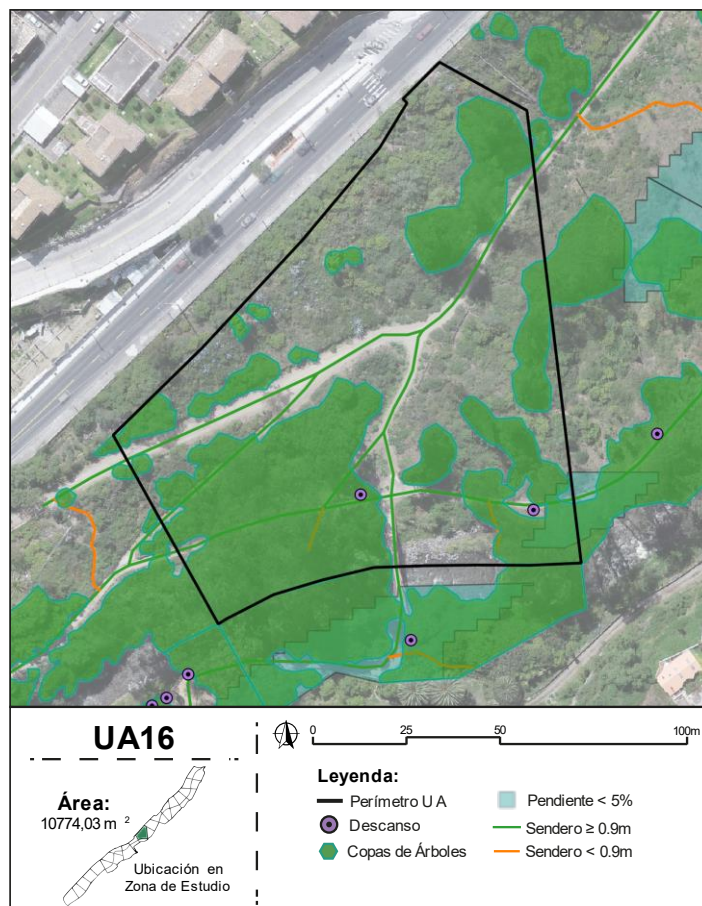 UA16
Área:
10774,03 m 2
Ubicación en
Zona de Estudio
0 25 50 100m
Leyenda:
Perímetro U A
Descanso
Copas de Árboles
Pendiente < 5%
Sendero ≥ 0.9m
Sendero < 0.9m